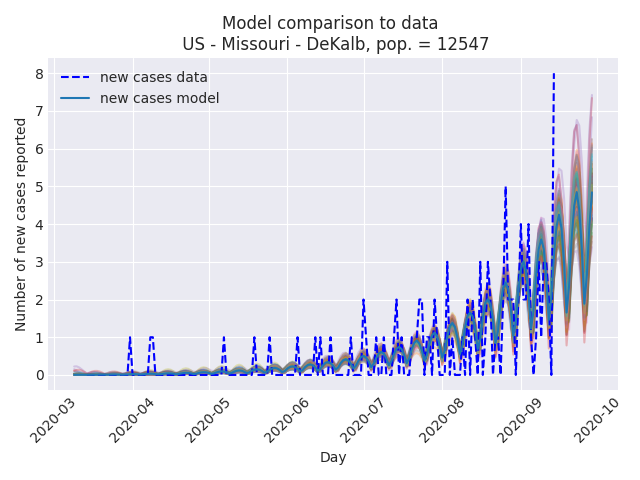 Model comparison to data
US - Missouri - DeKalb, pop. = 12547
new cases data
new cases model
Number of new cases reported
8
7
6
5
4
3
2
1
0
2020-03
2020-04
2020-05
2020-06
2020-07
2020-08
2020-09
2020-10
Day